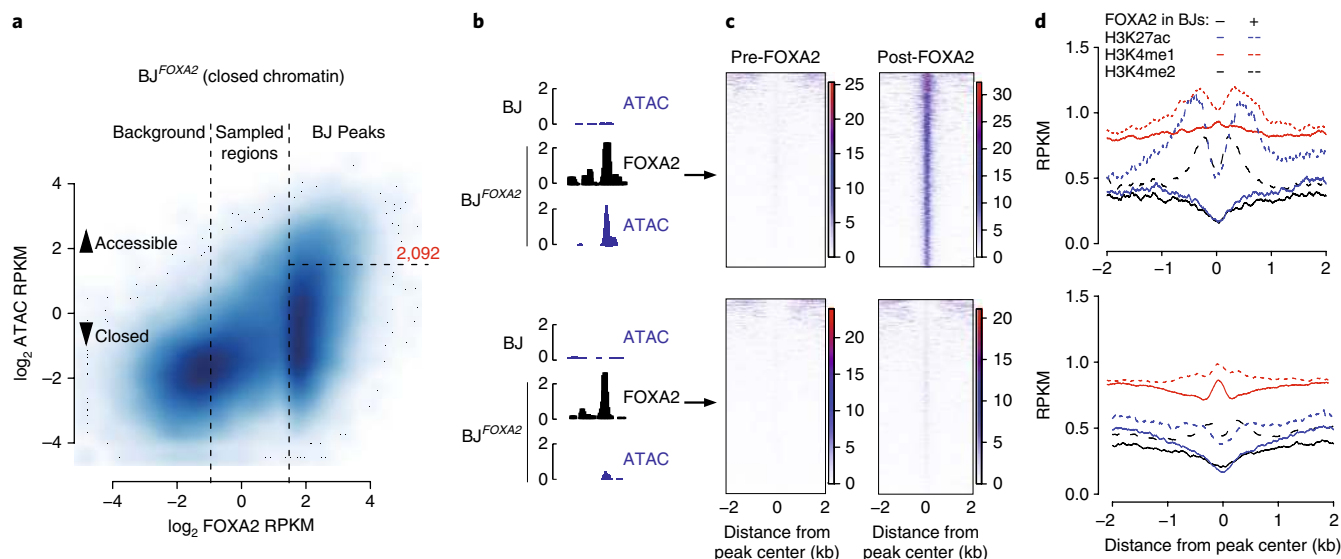 a
BJFOXA2 (closed chromatin)
Background
Sampled regions
BJ Peaks
4
2
0
−2
−4
Accessible
Closed
2,092
log2 ATAC RPKM
−4
−2
0
2
4
log2 FOXA2 RPKM
b
BJ
2
0
ATAC
BJFOXA2
2
0
FOXA2
2
0
ATAC
BJ
2
0
ATAC
BJFOXA2
2
0
FOXA2
2
0
ATAC
c
Pre-FOXA2
Post-FOXA2
25
20
15
10
5
0
30
25
20
15
10
5
0
20
15
10
5
0
20
15
10
5
0
−2
0
2
−2
0
2
Distance from peak center (kb)
Distance from peak center (kb)
d
FOXA2 in BJs: − +
H3K27ac
H3K4me1
H3K4me2
1.5
1.0
0.5
0.0
RPKM
−2
−1
0
1
2
1.5
1.0
0.5
0.0
RPKM
−2
−1
0
1
2
Distance from peak center (kb)